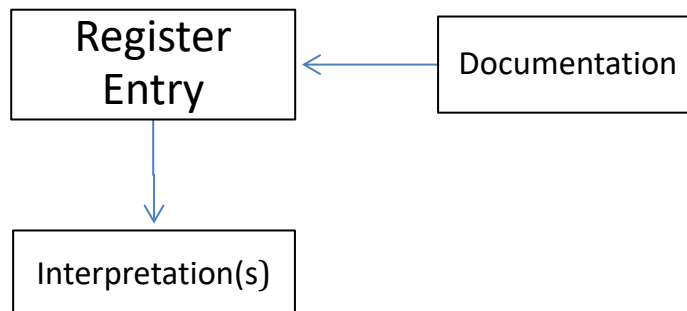 Register
Entry
Documentation
Interpretation(s)